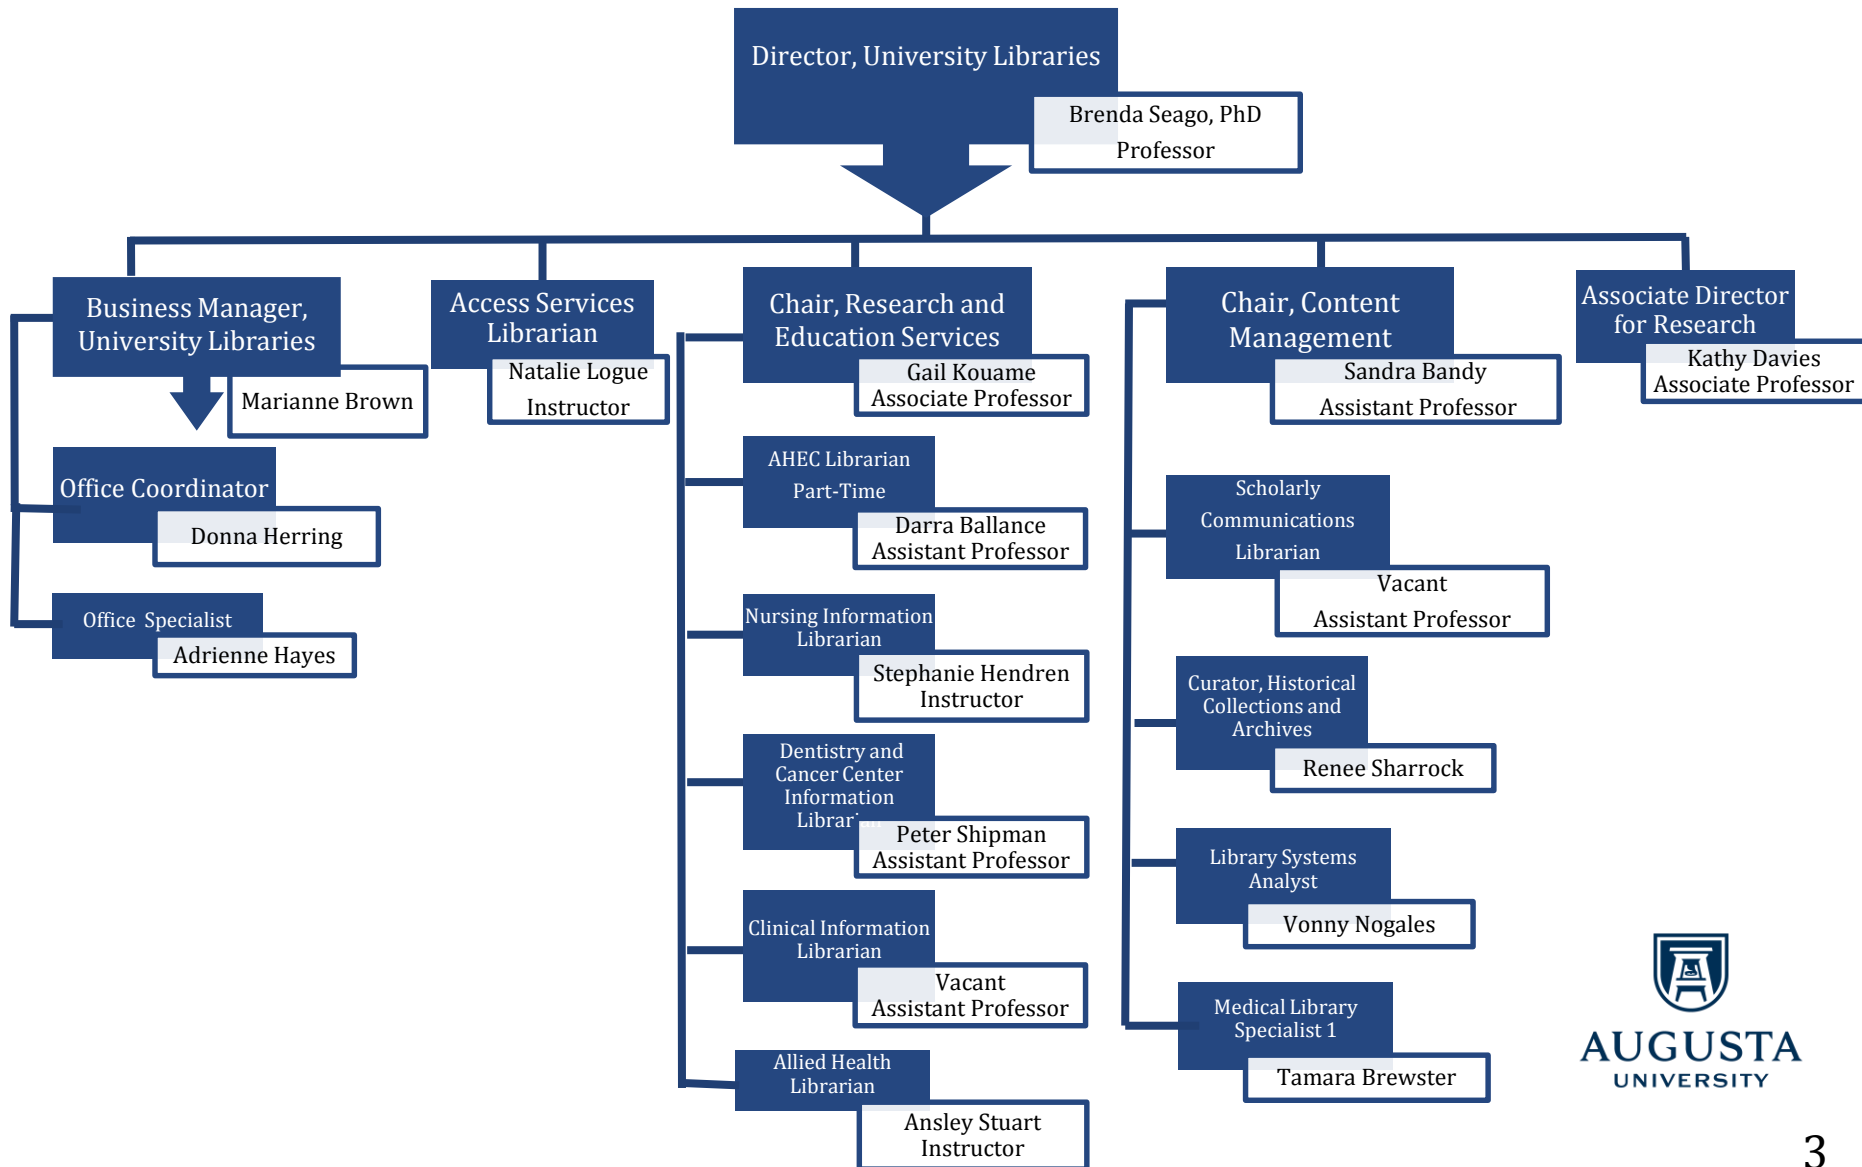 Director, University Libraries
Brenda Seago, PhD
Professor
Business Manager,
University Libraries
Marianne Brown
Office Coordinator
Donna Herring
Office Specialist
Adrienne Hayes
Access Services
Librarian
Natalie Logue
Instructor
Chair, Research and
Education Services
Gail Kouame
Associate Professor
AHEC Librarian
Part-Time
Darra Ballance
Assistant Professor
Nursing Information
Librarian
Stephanie Hendren
Instructor
Dentistry and
Cancer Center
Information
Librarian
Peter Shipman
Assistant Professor
Clinical Information
Librarian
Vacant
Assistant Professor
Allied Health
Librarian
Ansley Stuart
Instructor
Chair, Content
Management
Sandra Bandy
Assistant Professor
Scholarly
Communications
Librarian
Vacant
Assistant Professor
Curator, Historical
Collections and
Archives
Renee Sharrock
Library Systems
Analyst
Vonny Nogales
Medical Library
Specialist 1
Tamara Brewster
Associate Director
for Research
Kathy Davies
Associate Professor
AUGUSTA
UNIVERSITY
3